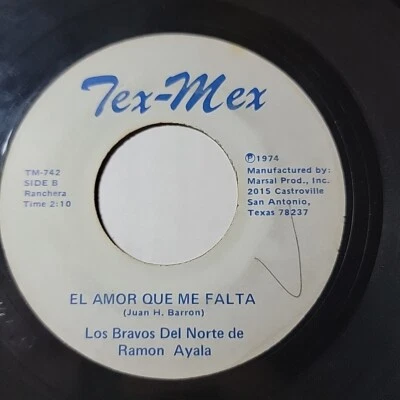 Tex-Mex
TM-742
SIDE B
Ranchera
Time 2:10
Ⓟ 1974
Manufactured by:
Marsal Prod., Inc.
2015 Castroville
San Antonio,
Texas 78237
EL AMOR QUE ME FALTA
(Juan H. Barron)
Los Bravos Del Norte de
Ramon Ayala